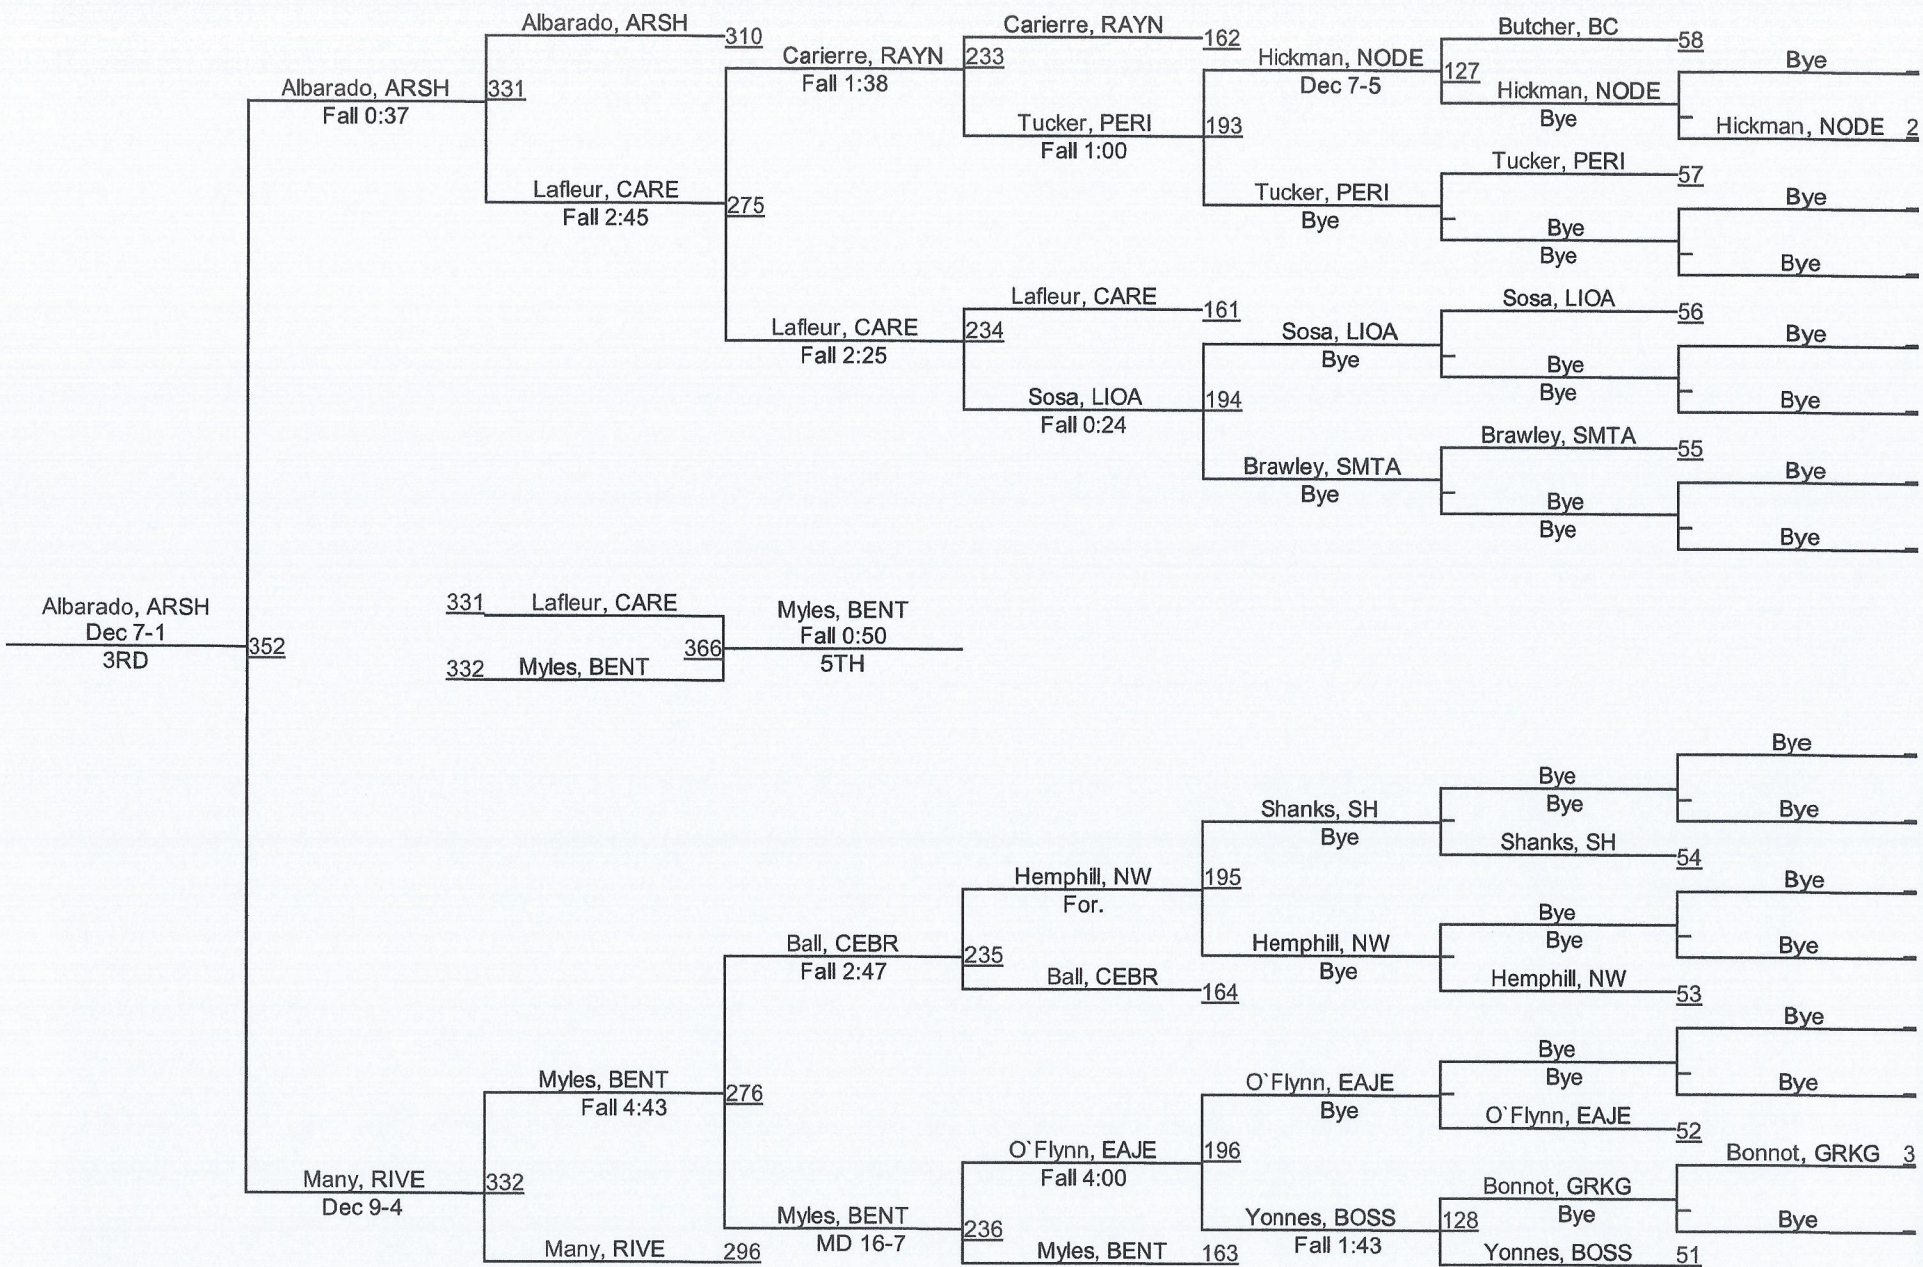 Albarado, ARSH
310
Carierre, RAYN
162
Butcher, BC
58
Bye
Carierre, RAYN
Fall 1:38
233
Hickman, NODE
Dec 7-5
127
Albarado, ARSH
Fall 0:37
331
Hickman, NODE
Bye
Tucker, PERI
Fall 1:00
193
Hickman, NODE 2
Tucker, PERI
57
Lafleur, CARE
Fall 2:45
275
Tucker, PERI
Bye
Bye
Bye
Bye
Bye
Lafleur, CARE
161
Sosa, LIOA
56
Lafleur, CARE
Fall 2:25
234
Sosa, LIOA
Bye
Bye
Bye
Bye
Sosa, LIOA
Fall 0:24
194
Bye
Brawley, SMTA
55
Brawley, SMTA
Bye
Bye
Bye
Bye
Bye
Albarado, ARSH
Dec 7-1
3RD
352
331 Lafleur, CARE
332 Myles, BENT
366
Myles, BENT
Fall 0:50
5TH
Bye
Bye
Bye
Shanks, SH
Bye
Bye
Shanks, SH
54
Hemphill, NW
For.
195
Bye
Ball, CEBR
Fall 2:47
235
Hemphill, NW
Bye
Bye
Bye
Bye
Ball, CEBR
164
Hemphill, NW
53
Bye
Myles, BENT
Fall 4:43
276
O`Flynn, EAJE
Bye
Bye
Bye
Bye
O`Flynn, EAJE
52
O`Flynn, EAJE
Fall 4:00
196
Bonnot, GRKG 3
Many, RIVE
Dec 9-4
332
Bonnot, GRKG
Bye
Myles, BENT
MD 16-7
236
Yonnes, BOSS
Fall 1:43
128
Bye
Many, RIVE
296
Myles, BENT
163
Yonnes, BOSS
51